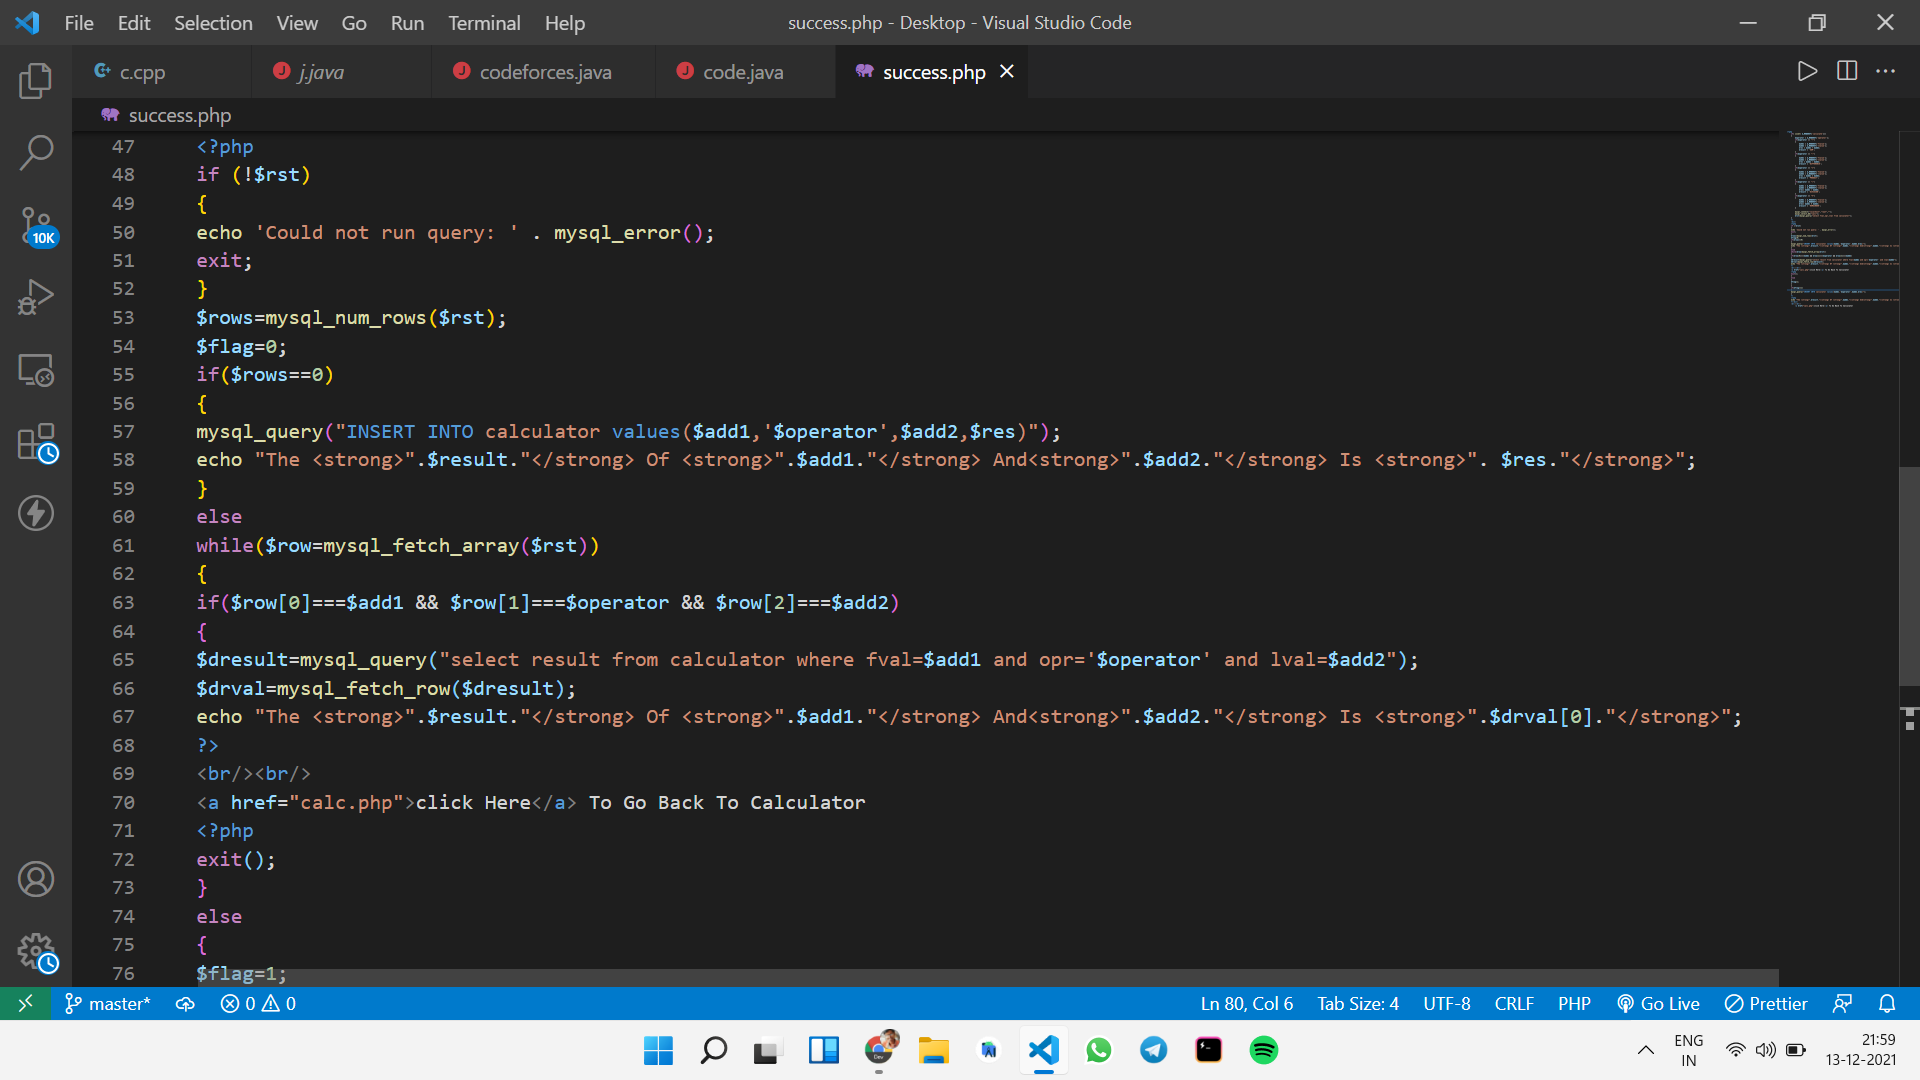 File Edit Selection View Go Run Terminal Help
success.php - Desktop - Visual Studio Code
c.cpp
j.java
codeforces.java
code.java
success.php
success.php
47 <?php
48 if (!$rst)
49 {
50 echo 'Could not run query: ' . mysql_error();
51 exit;
52 }
53 $rows=mysql_num_rows($rst);
54 $flag=0;
55 if($rows==0)
56 {
57 mysql_query("INSERT INTO calculator values($add1,'$operator',$add2,$res)");
58 echo "The <strong>".$result."</strong> Of <strong>".$add1."</strong> And<strong>".$add2."</strong> Is <strong>". $res."</strong>";
59 }
60 else
61 while($row=mysql_fetch_array($rst))
62 {
63 if($row[0]===$add1 && $row[1]===$operator && $row[2]===$add2)
64 {
65 $dresult=mysql_query("select result from calculator where fval=$add1 and opr='$operator' and lval=$add2");
66 $drval=mysql_fetch_row($dresult);
67 echo "The <strong>".$result."</strong> Of <strong>".$add1."</strong> And<strong>".$add2."</strong> Is <strong>".$drval[0]."</strong>";
68 ?>
69 <br/><br/>
70 <a href="calc.php">click Here</a> To Go Back To Calculator
71 <?php
72 exit();
73 }
74 else
75 {
76 $flag=1;
10K
master* 0 0
Ln 80, Col 6 Tab Size: 4 UTF-8 CRLF PHP Go Live Prettier
Dev
ENG
IN
21:59
13-12-2021